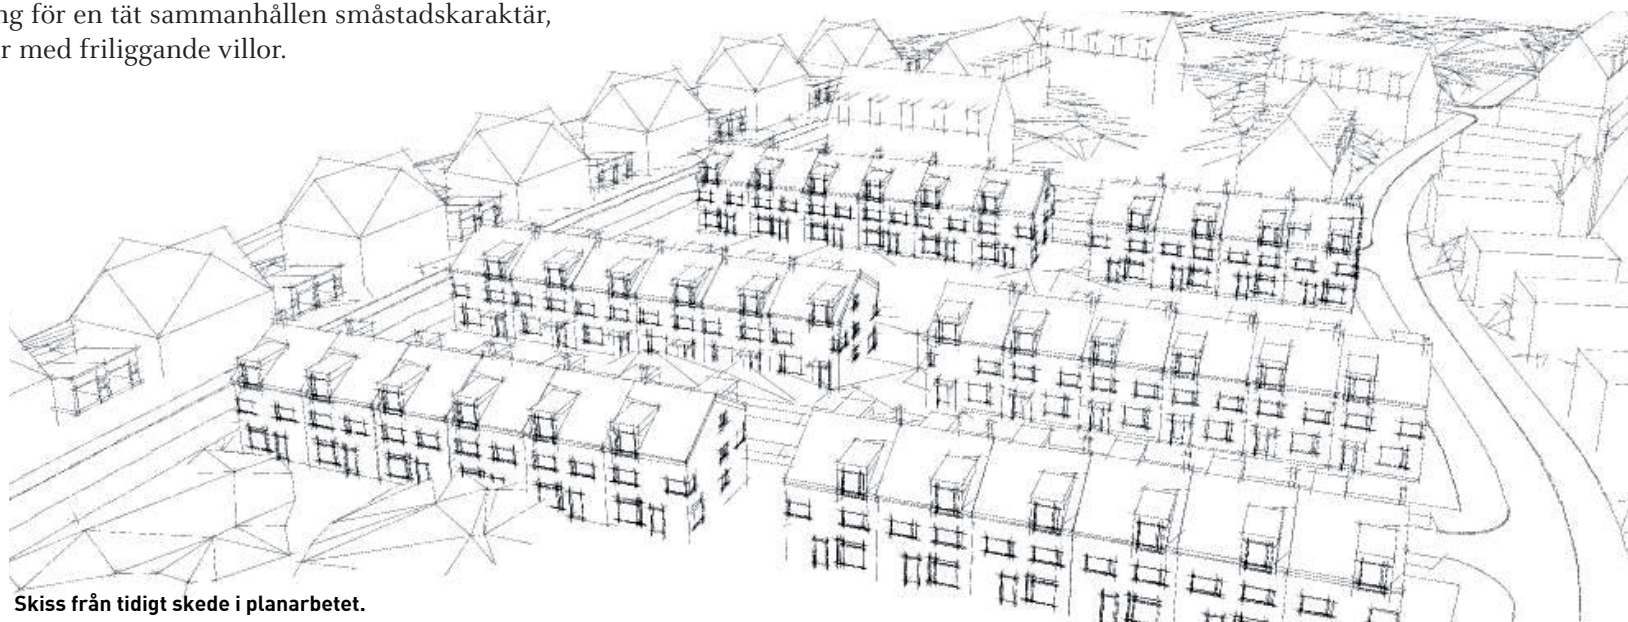 ng för en tät sammanhållen småstadskaraktär,
r med friliggande villor.
Skiss från tidigt skede i planarbetet.